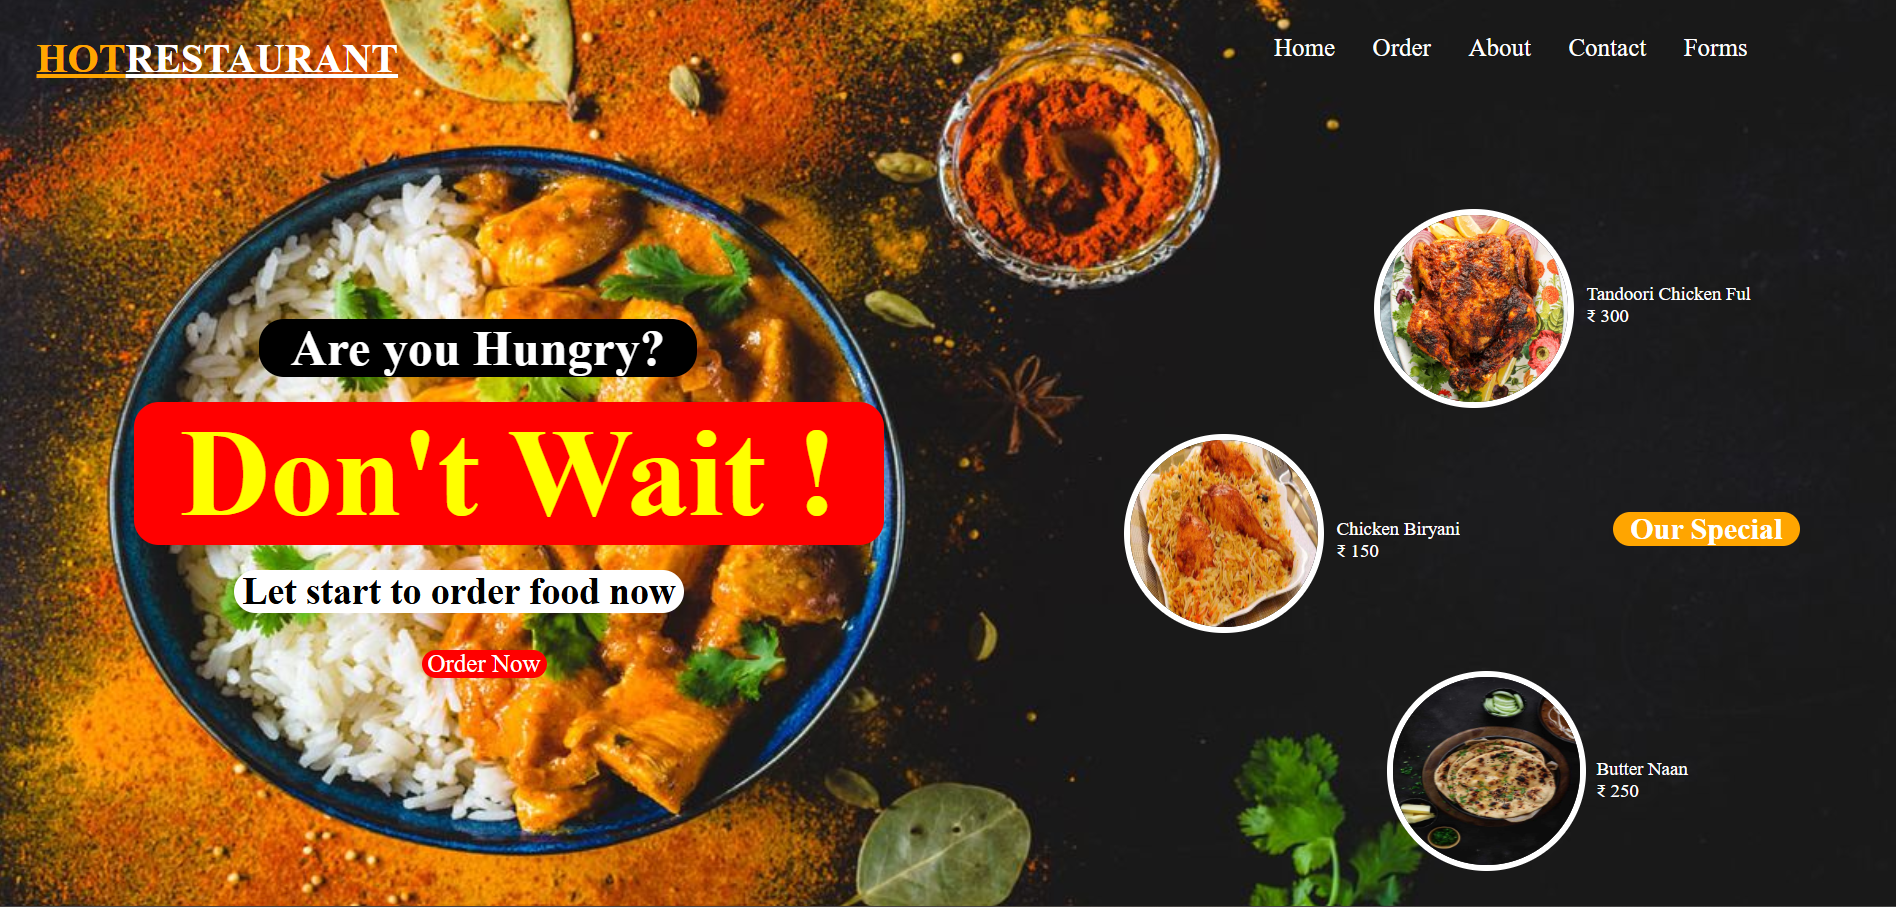 HOTRESTAURANT
Home Order About Contact Forms
Are you Hungry?
Don't Wait !
Let start to order food now
Order Now
Tandoori Chicken Ful
₹ 300
Chicken Biryani
₹ 150
Our Special
Butter Naan
₹ 250